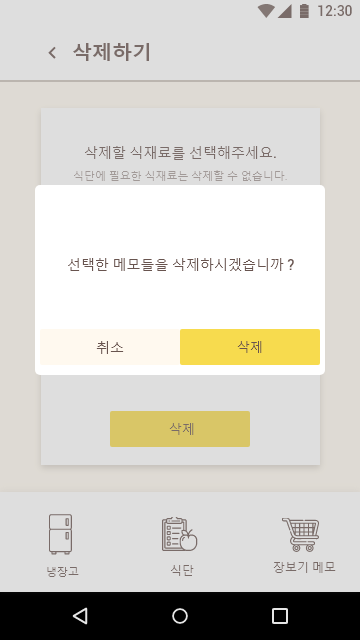 12:30
삭제하기
삭제할 식재료를 선택해주세요.
식단에 필요한 식재료는 삭제할 수 없습니다.
선택한 메모들을 삭제하시겠습니까 ?
취소 삭제
삭제
냉장고 식단 장보기 메모